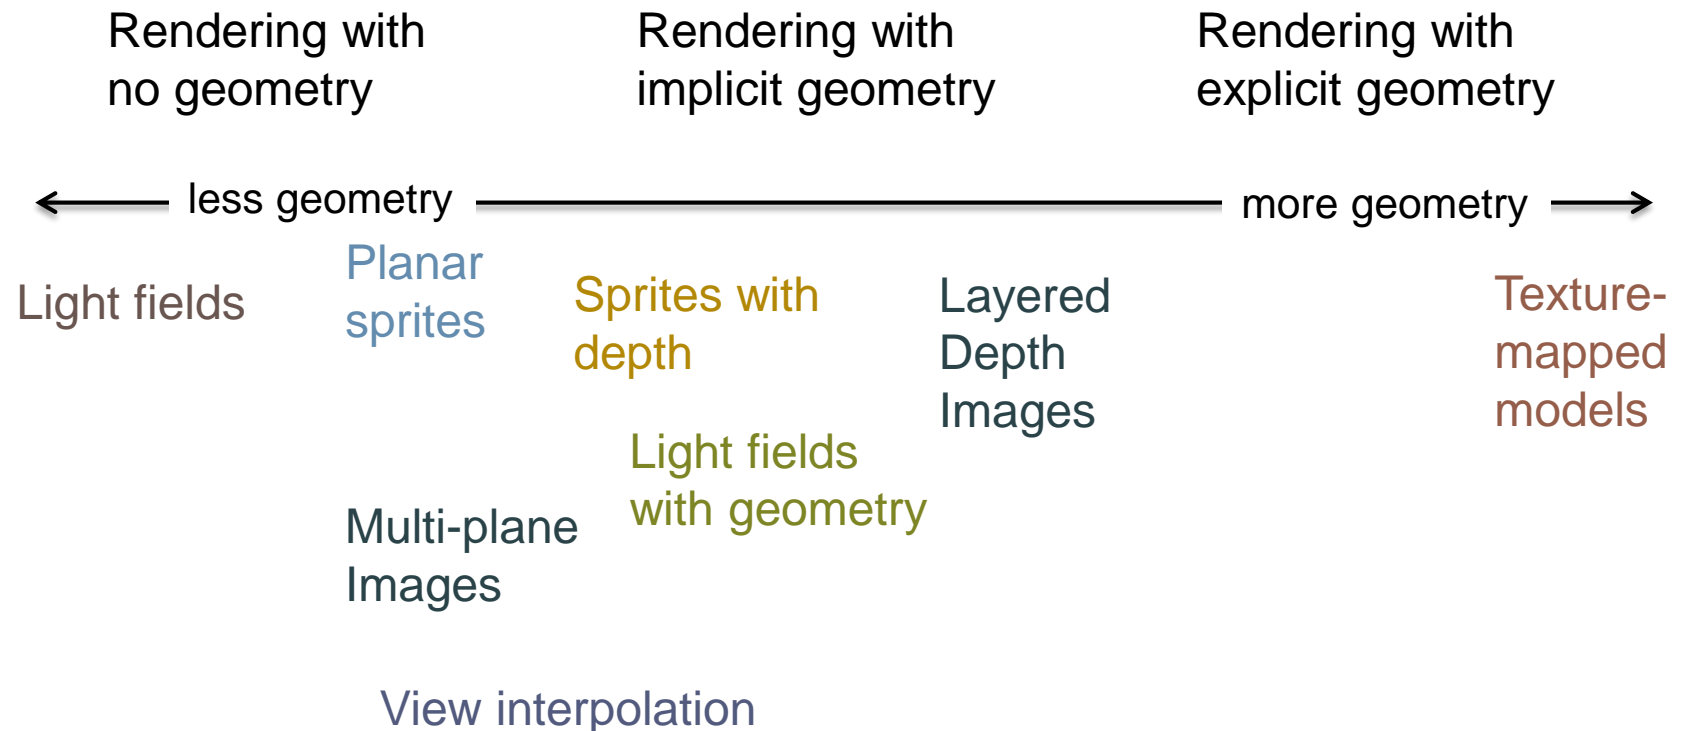 Rendering with
no geometry
Rendering with
implicit geometry
Rendering with
explicit geometry
less geometry
more geometry
Light fields
Planar
sprites
Sprites with
depth
Layered
Depth
Images
Texture-
mapped
models
Light fields
with geometry
Multi-plane
Images
View interpolation